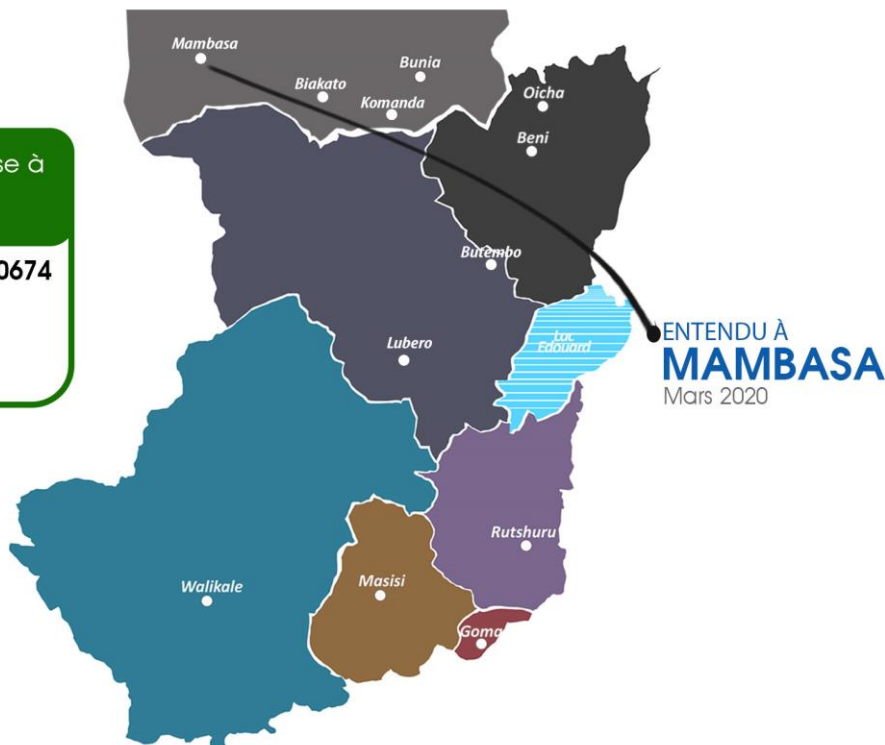 Mambasa
Bunia
Biakato
Komanda
Oicha
Beni
se à
0674
Butembo
Lac
Edouard
Lubero
ENTENDU À
MAMBASA
Mars 2020
Rutshuru
Masisi
Walikale
Goma